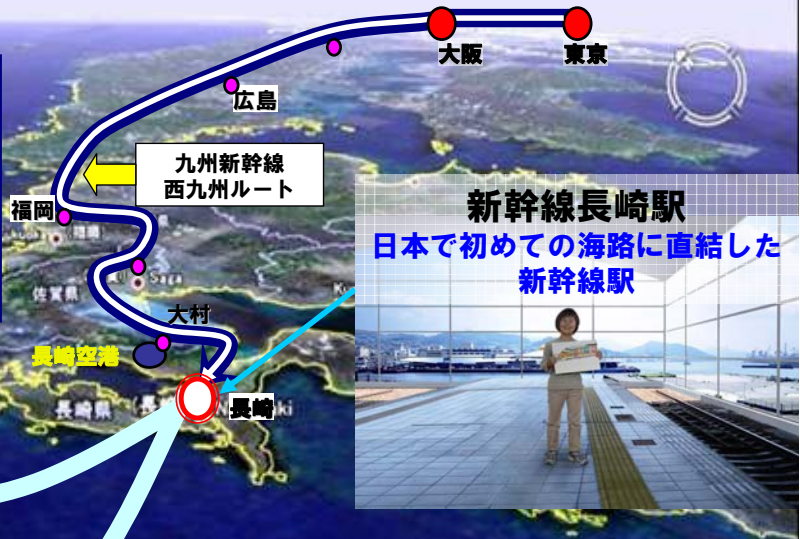 大阪
東京
広島
九州新幹線
西九州ルート
福岡
新幹線長崎駅
日本で初めての海路に直結した
新幹線駅
Saga
佐賀県
大村
長崎空港
長崎県
長崎